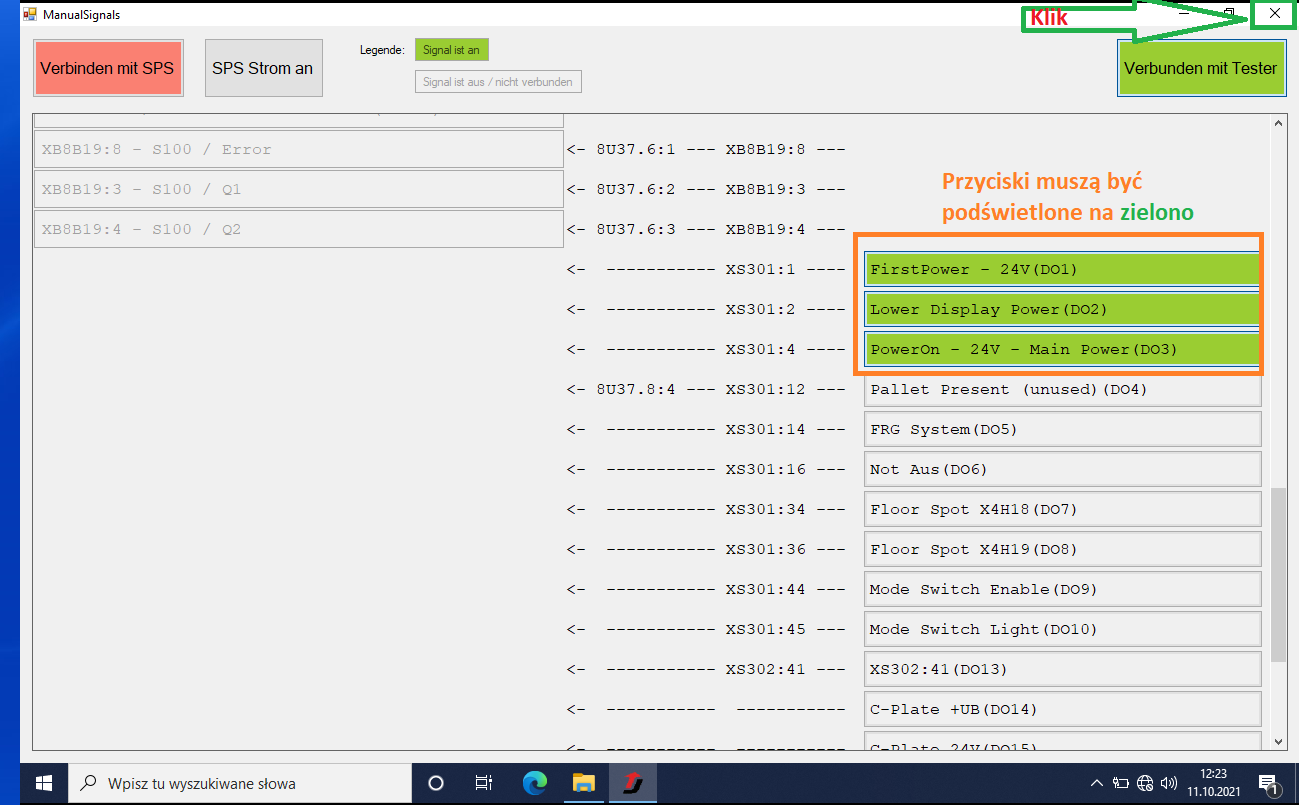 ManualSignals
Klik
Verbinden mit SPS
SPS Strom an
Legende:
Signal ist an
Signal ist aus / nicht verbunden
Verbunden mit Tester
XB8B19:8 - S100 / Error
<- 8U37.6:1 --- XB8B19:8 ---
XB8B19:3 - S100 / Q1
<- 8U37.6:2 --- XB8B19:3 ---
Przyciski muszą być
podświetlone na zielono
XB8B19:4 - S100 / Q2
<- 8U37.6:3 --- XB8B19:4 ---
<- ----------- XS301:1 ---- FirstPower - 24V(DO1)
<- ----------- XS301:2 ---- Lower Display Power(DO2)
<- ----------- XS301:4 ---- PowerOn - 24V - Main Power(DO3)
<- 8U37.8:4 --- XS301:12 --- Pallet Present (unused)(DO4)
<- ----------- XS301:14 --- FRG System(DO5)
<- ----------- XS301:16 --- Not Aus(DO6)
<- ----------- XS301:34 --- Floor Spot X4H18(DO7)
<- ----------- XS301:36 --- Floor Spot X4H19(DO8)
<- ----------- XS301:44 --- Mode Switch Enable(DO9)
<- ----------- XS301:45 --- Mode Switch Light(DO10)
<- ----------- XS302:41 --- XS302:41(DO13)
<- ----------- ----------- C-Plate +UB(DO14)
<- ----------- ----------- C-Plate 24V(DO15)
Wpisz tu wyszukiwane słowa
12:23
11.10.2021
1